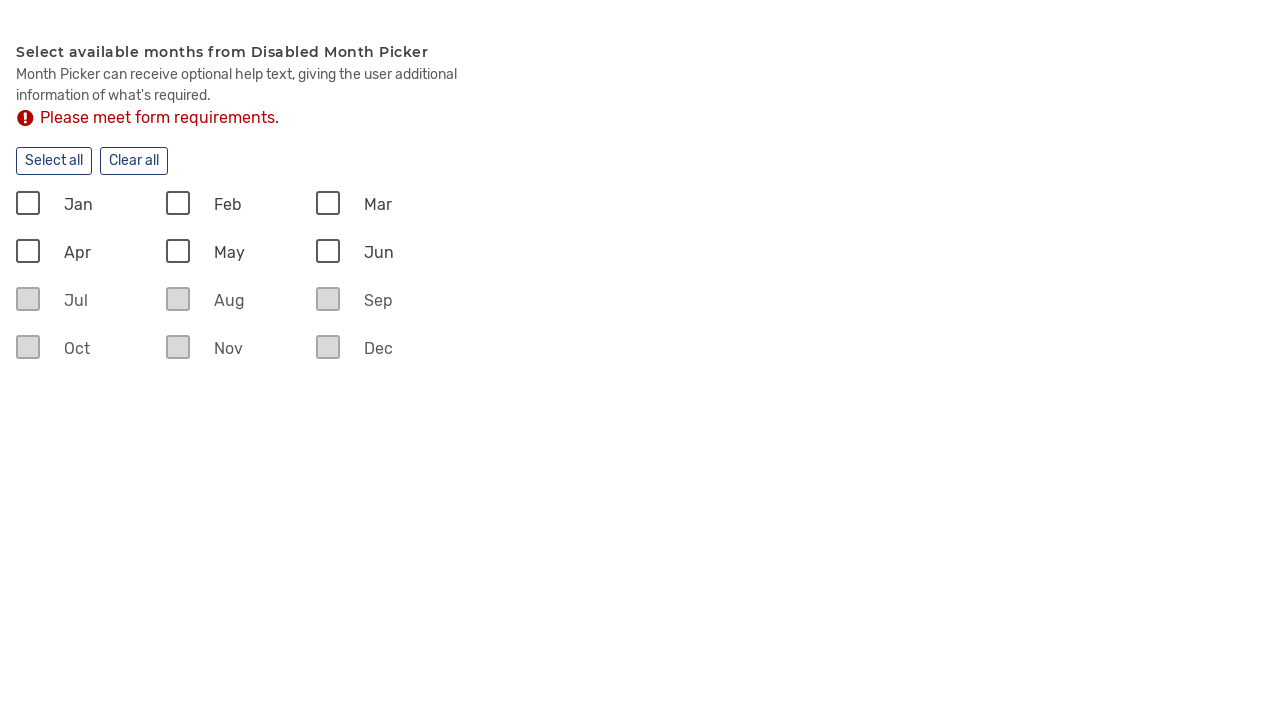 Select available months from Disabled Month Picker
Month Picker can receive optional help text, giving the user additional
information of what's required.
Please meet form requirements.
Select all Clear all
Jan Feb Mar
Apr May Jun
Jul Aug Sep
Oct Nov Dec